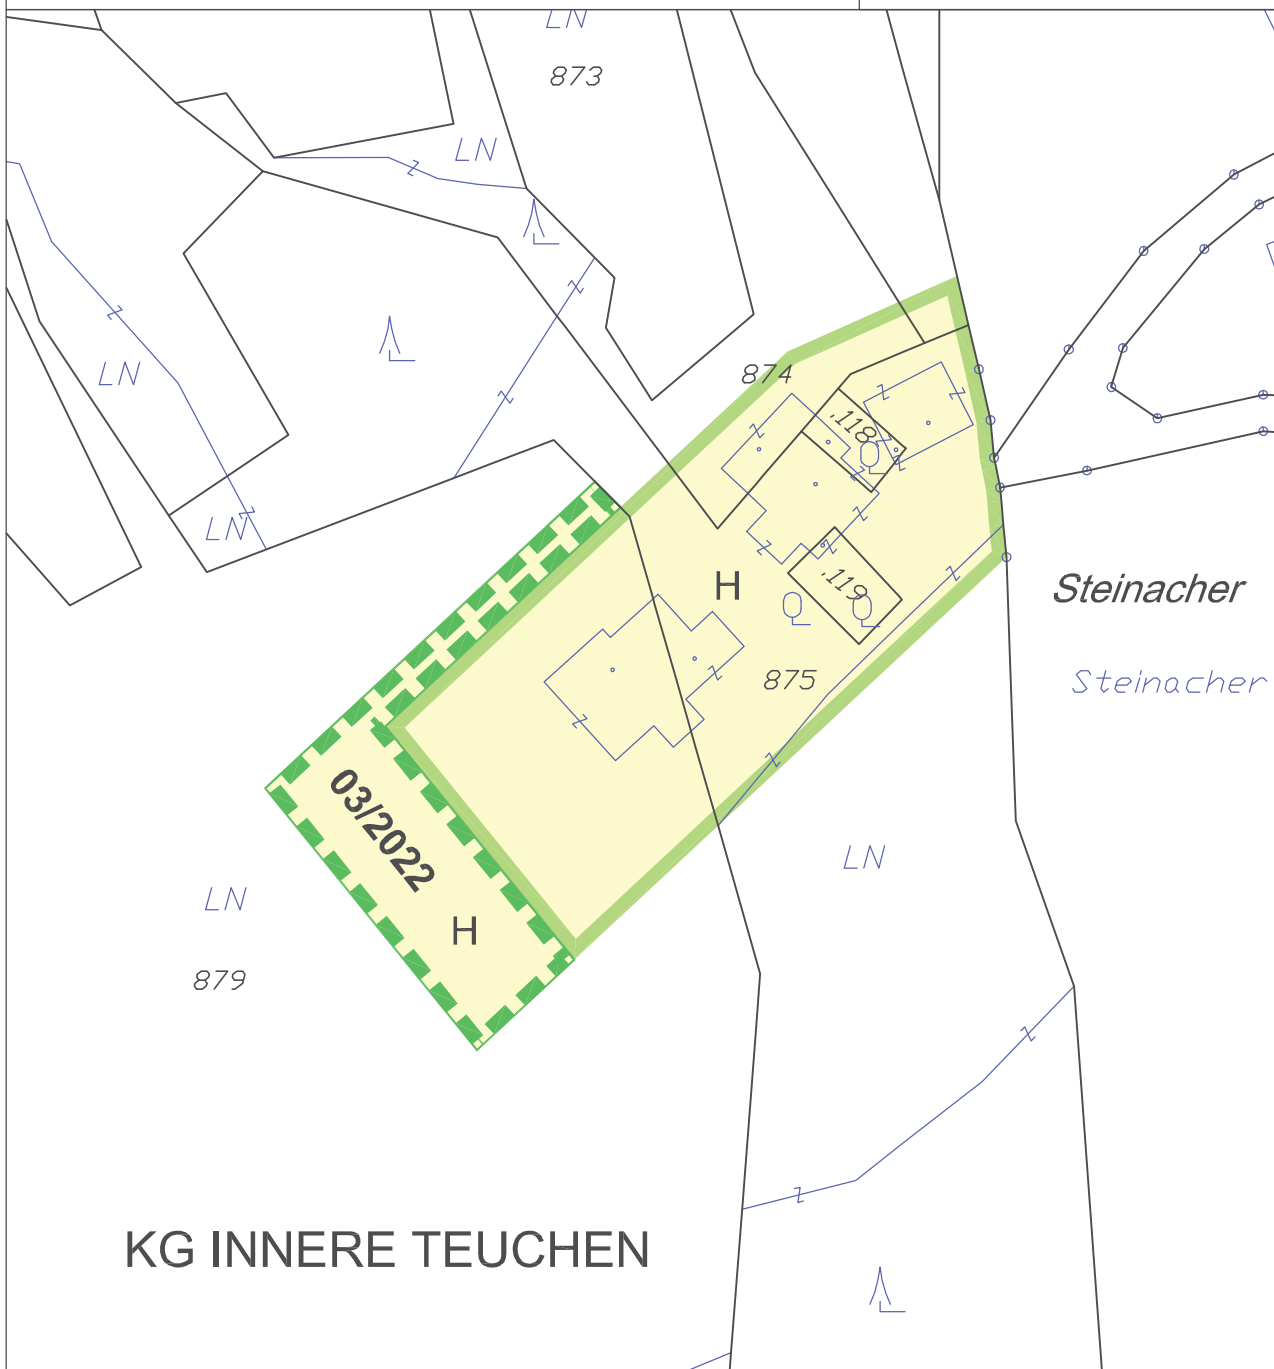 LN
873
LN
LN
874
.118
LN
H
.119
Steinacher
875
Steinacher
03/2022
LN
LN
H
879
KG INNERE TEUCHEN